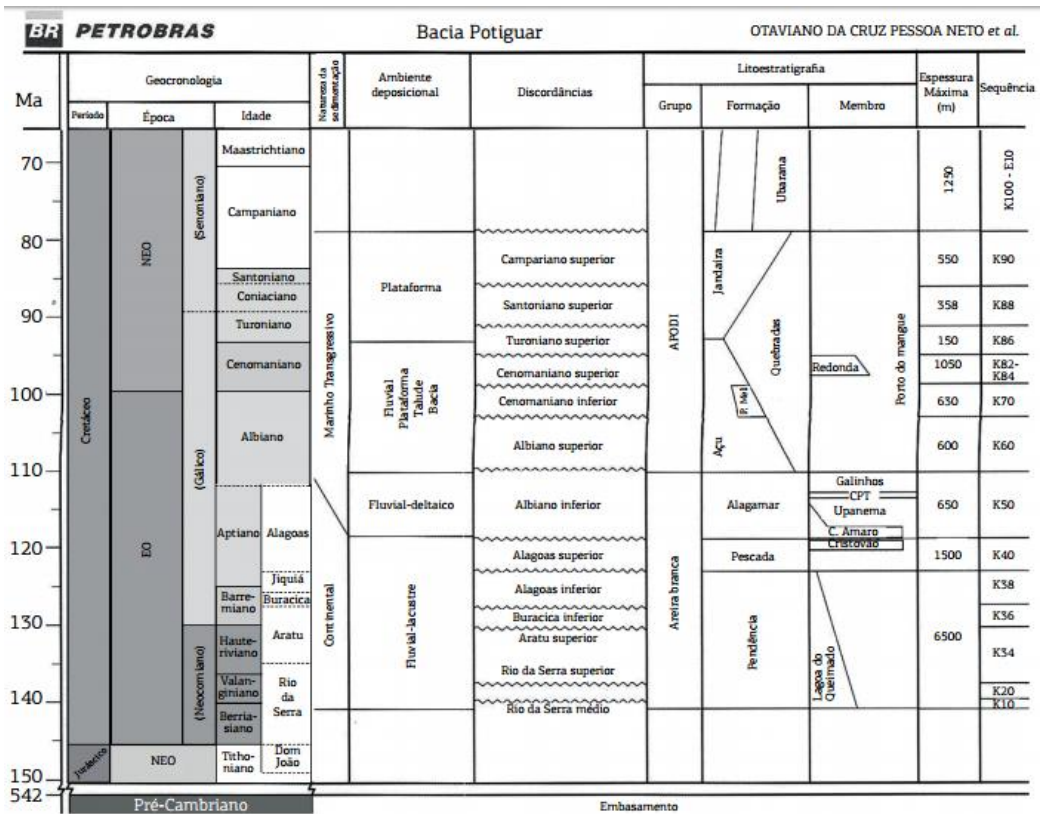 BR PETROBRAS
Bacia Potiguar
OTAVIANO DA CRUZ PESSOA NETO et al.
Ma
Geocronologia
Período
Época
Idade
Natureza da sedimentação
Ambiente
deposicional
Discordâncias
Litoestratigrafia
Grupo
Formação
Membro
Espessura
Máxima
(m)
Sequência
70
80
90
100
110
120
130
140
150
542
Cretáceo
Jurássico
NEO
EO
NEO
(Senoniano)
(Gálico)
(Neocomiano)
Maastrichtiano
Campaniano
Santoniano
Coniaciano
Turoniano
Cenomaniano
Albiano
Aptiano
Barre-
miano
Haute-
riviano
Valan-
giniano
Berria-
siano
Titho-
niano
Alagoas
Jiquiá
Buracica
Aratu
Rio
da
Serra
Dom
João
Marinho Transgressivo
Continental
Plataforma
Fluvial
Plataforma
Talude
Bacia
Fluvial-deltaico
Fluvial-lacustre
Campariano superior
Santoniano superior
Turoniano superior
Cenomaniano superior
Cenomaniano inferior
Albiano superior
Albiano inferior
Alagoas superior
Alagoas inferior
Buracica inferior
Aratu superior
Rio da Serra superior
Rio da Serra médio
APODI
Areira branca
Ubarana
Jandaíra
Quebradas
P. Mel
Açu
Alagamar
Pescada
Pendência
Redonda
Porto do mangue
Galinhos
CPT
Upanema
C. Amaro
Cristovão
Lagoa do
Queimado
1250
550
358
150
1050
630
600
650
1500
6500
K100 - E10
K90
K88
K86
K82-
K84
K70
K60
K50
K40
K38
K36
K34
K20
K10
Pré-Cambriano
Embasamento